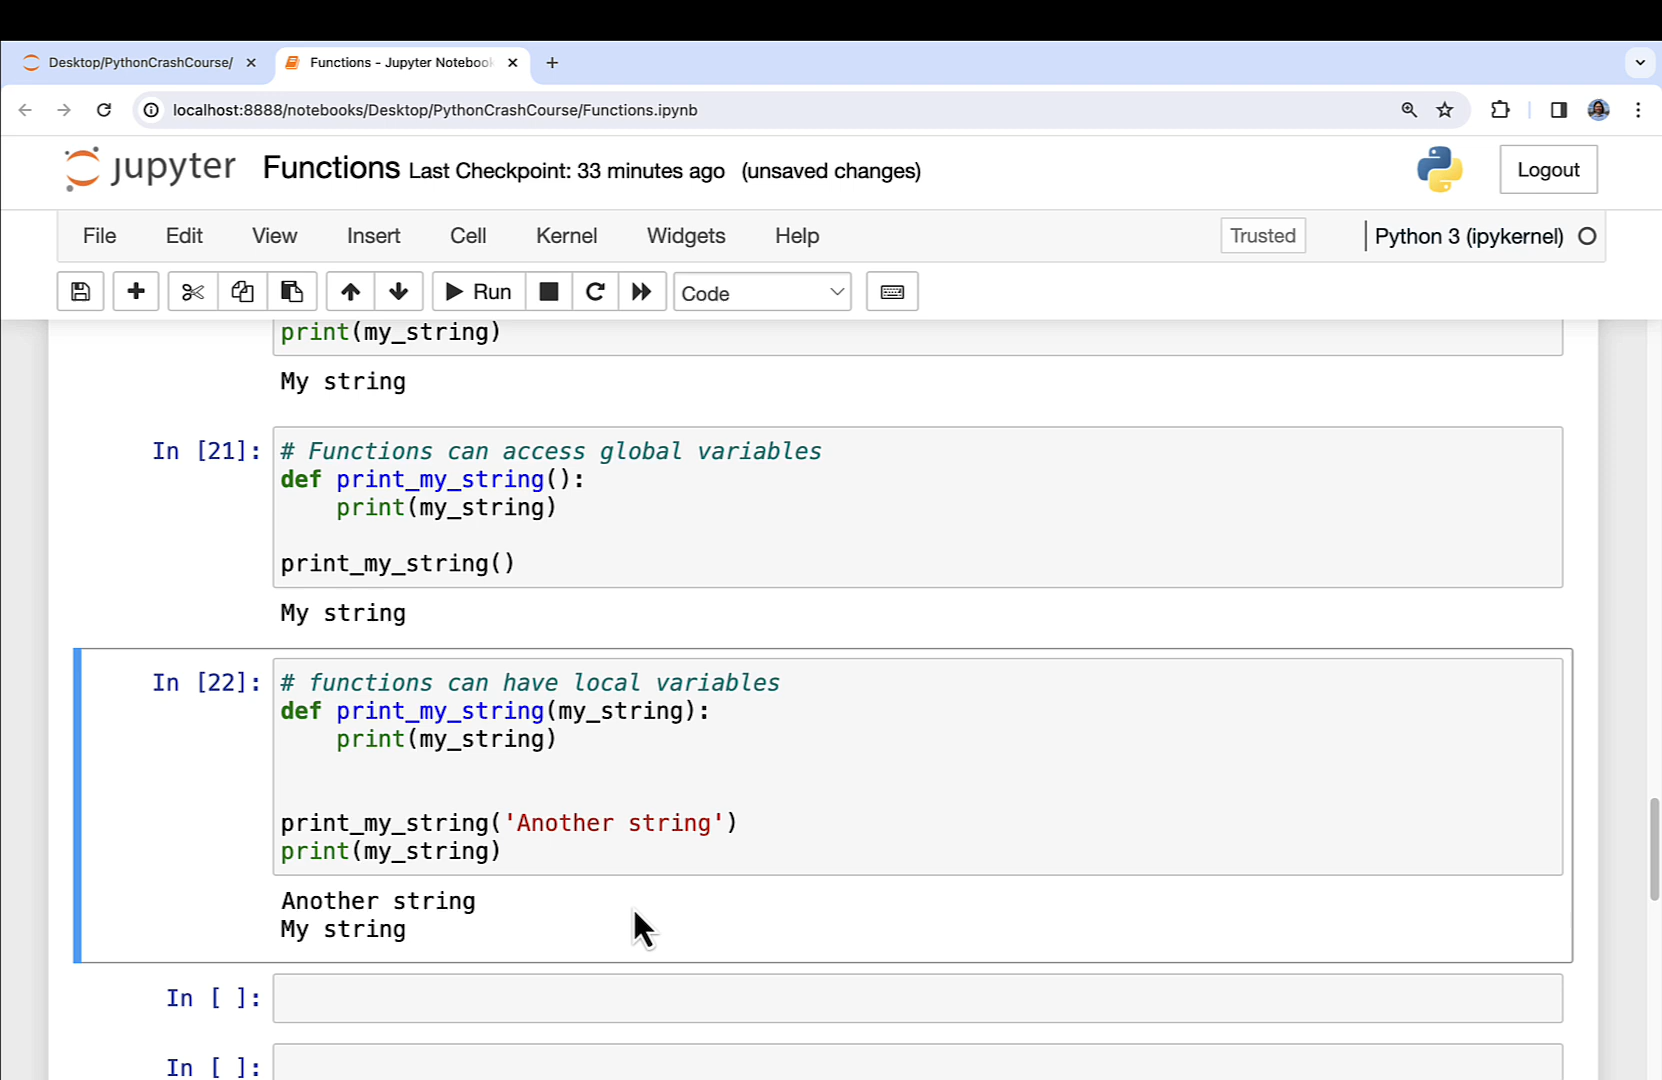 Desktop/PythonCrashCourse/
Functions - Jupyter Notebook
localhost:8888/notebooks/Desktop/PythonCrashCourse/Functions.ipynb
jupyter Functions Last Checkpoint: 33 minutes ago (unsaved changes)
Logout
File Edit View Insert Cell Kernel Widgets Help
Trusted
Python 3 (ipykernel)
Run
Code
print(my_string)
My string
In [21]:
# Functions can access global variables
def print_my_string():
    print(my_string)
print_my_string()
My string
In [22]:
# functions can have local variables
def print_my_string(my_string):
    print(my_string)
print_my_string('Another string')
print(my_string)
Another string
My string
In [ ]:
In [ ]: